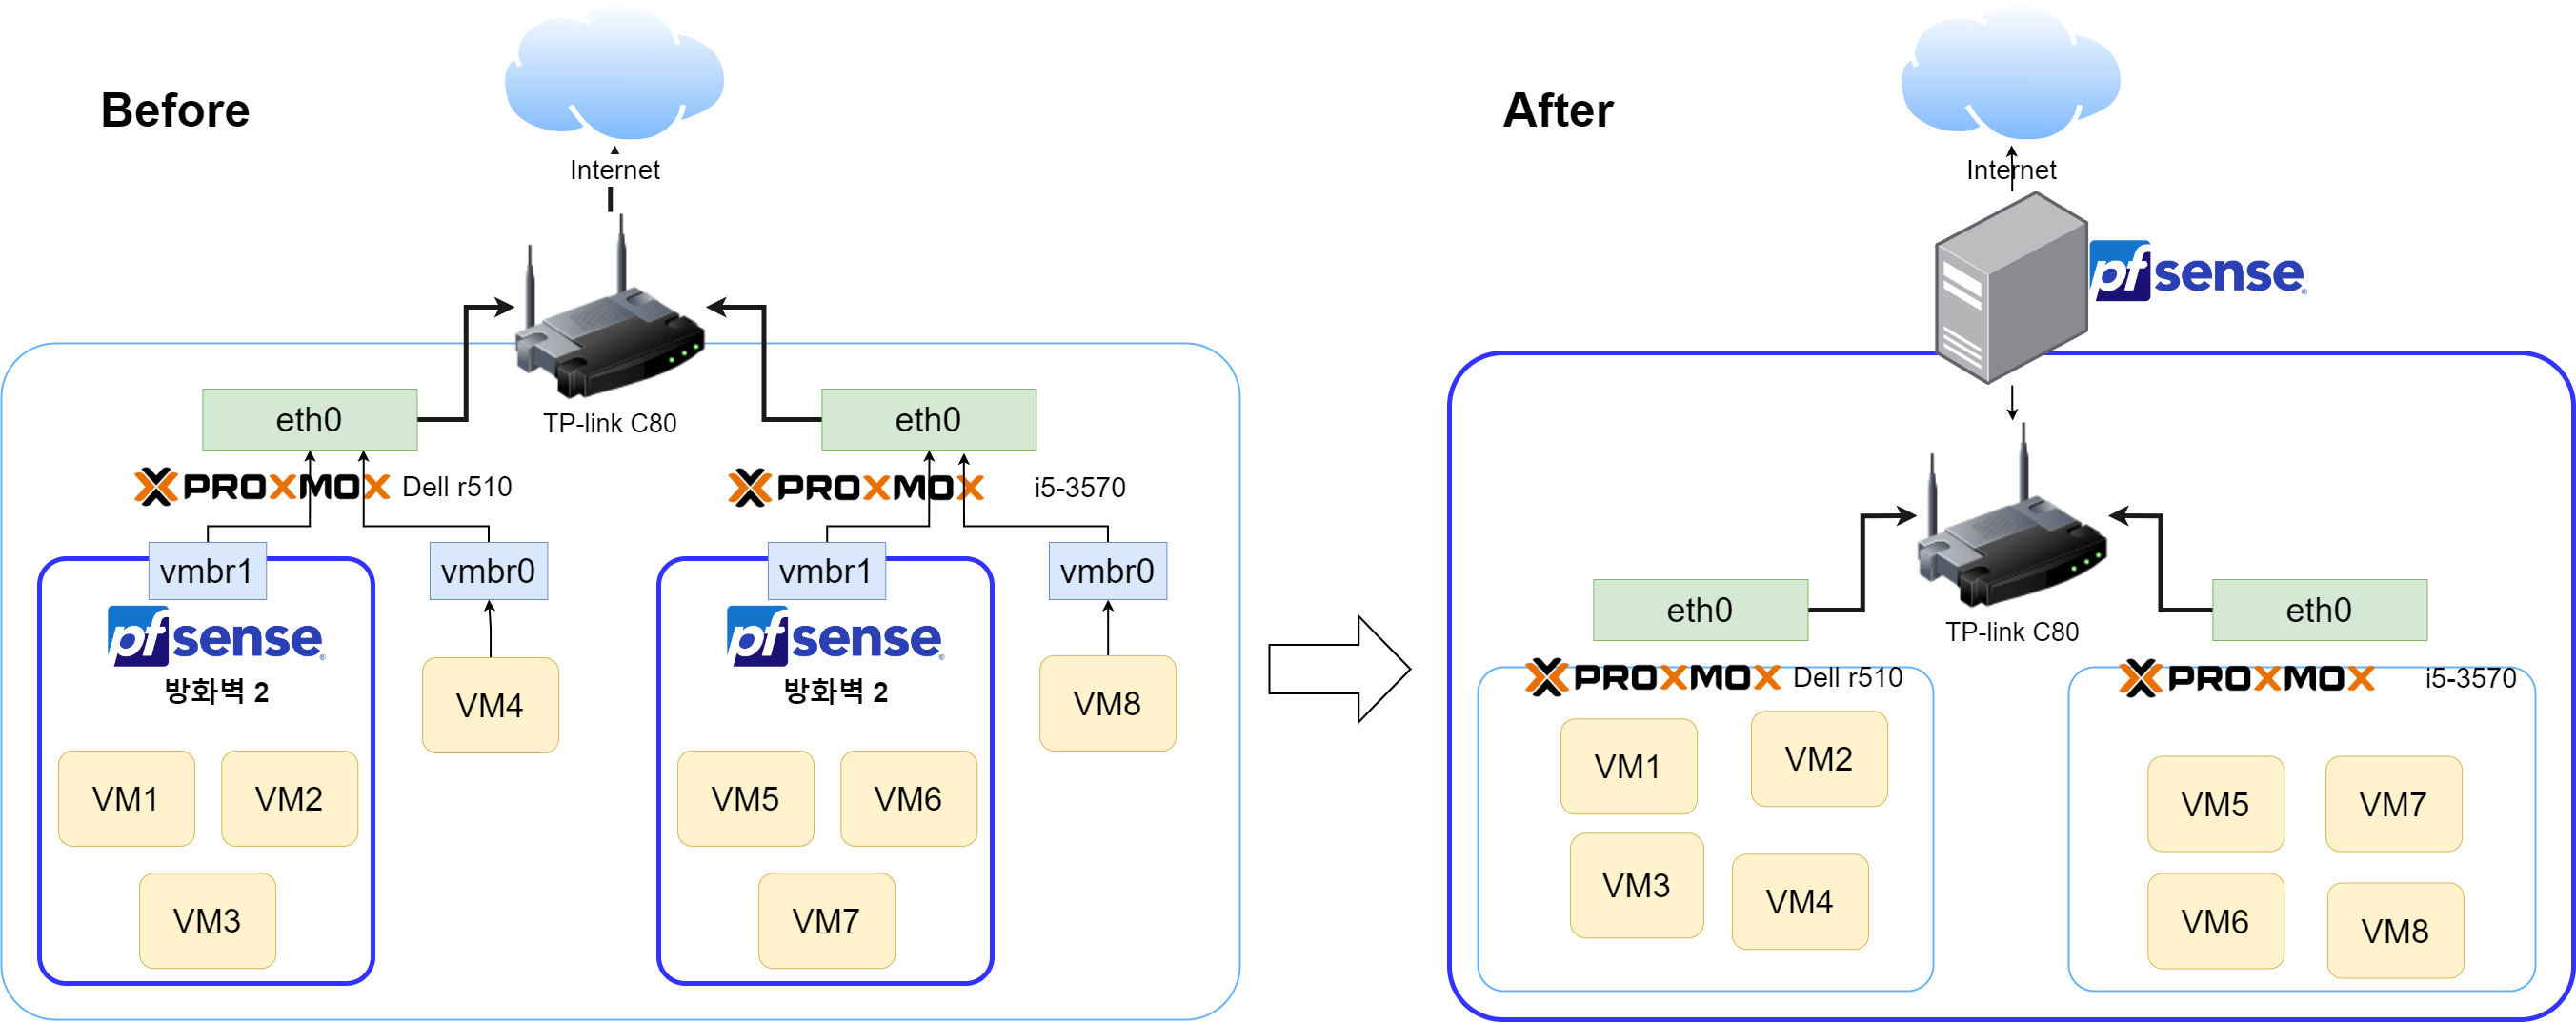 Before
Internet
TP-link C80
eth0
eth0
PROXMOX Dell r510
PROXMOX i5-3570
vmbr1
vmbr0
vmbr1
vmbr0
pfsense®
방화벽 2
VM4
pfsense®
방화벽 2
VM8
VM1
VM2
VM3
VM5
VM6
VM7
After
Internet
pfsense®
TP-link C80
eth0
eth0
PROXMOX Dell r510
PROXMOX i5-3570
VM1
VM2
VM3
VM4
VM5
VM7
VM6
VM8